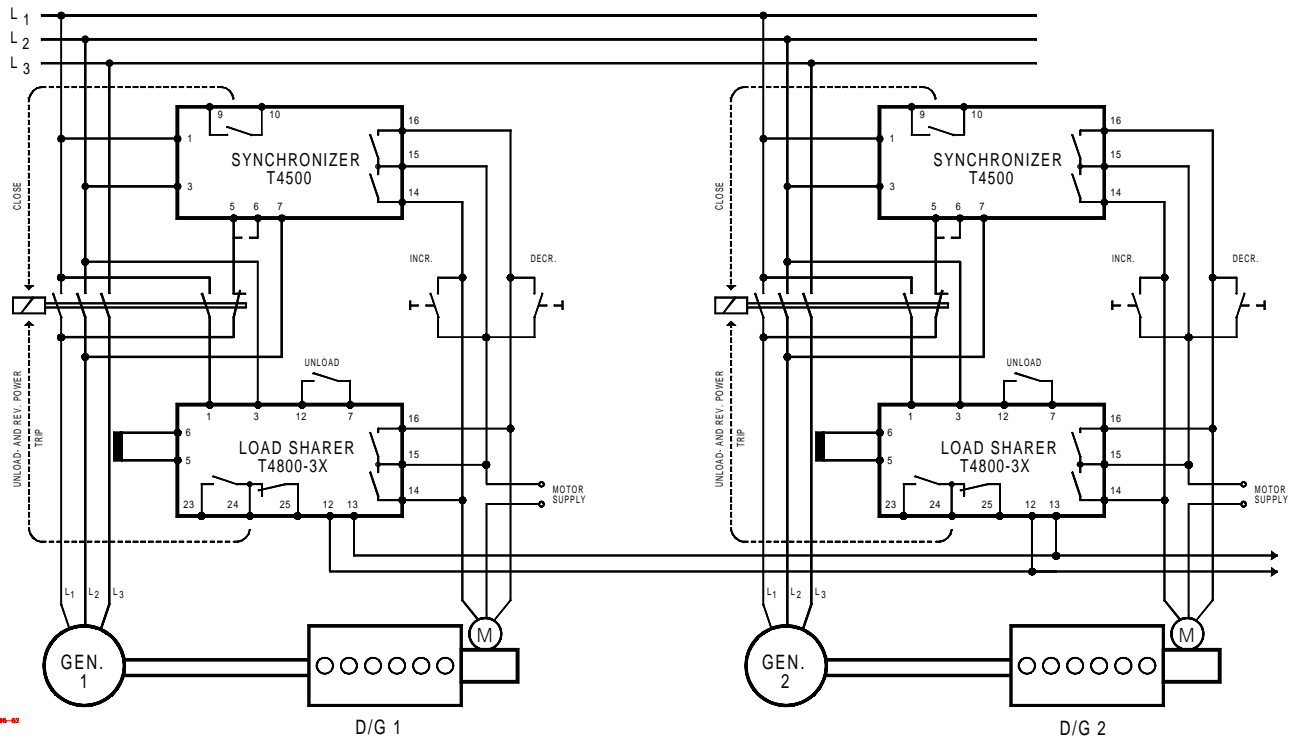 L 1
L 2
L 3
9 10 16
1
SYNCHRONIZER
T4500
15
3
14
5 6 7
CLOSE
INCR. DECR.
UNLOAD
1 3 12 7
16
6
LOAD SHARER
T4800-3X
15
5
14
23 24 25 12 13
MOTOR
SUPPLY
UNLOAD- AND REV. POWER
TRIP
L1 L2 L3
M
GEN.
1
D/G 1
9 10 16
1
SYNCHRONIZER
T4500
15
3
14
5 6 7
CLOSE
INCR. DECR.
UNLOAD
1 3 12 7
16
6
LOAD SHARER
T4800-3X
15
5
14
23 24 25 12 13
MOTOR
SUPPLY
UNLOAD- AND REV. POWER
TRIP
L1 L2 L3
M
GEN.
2
D/G 2